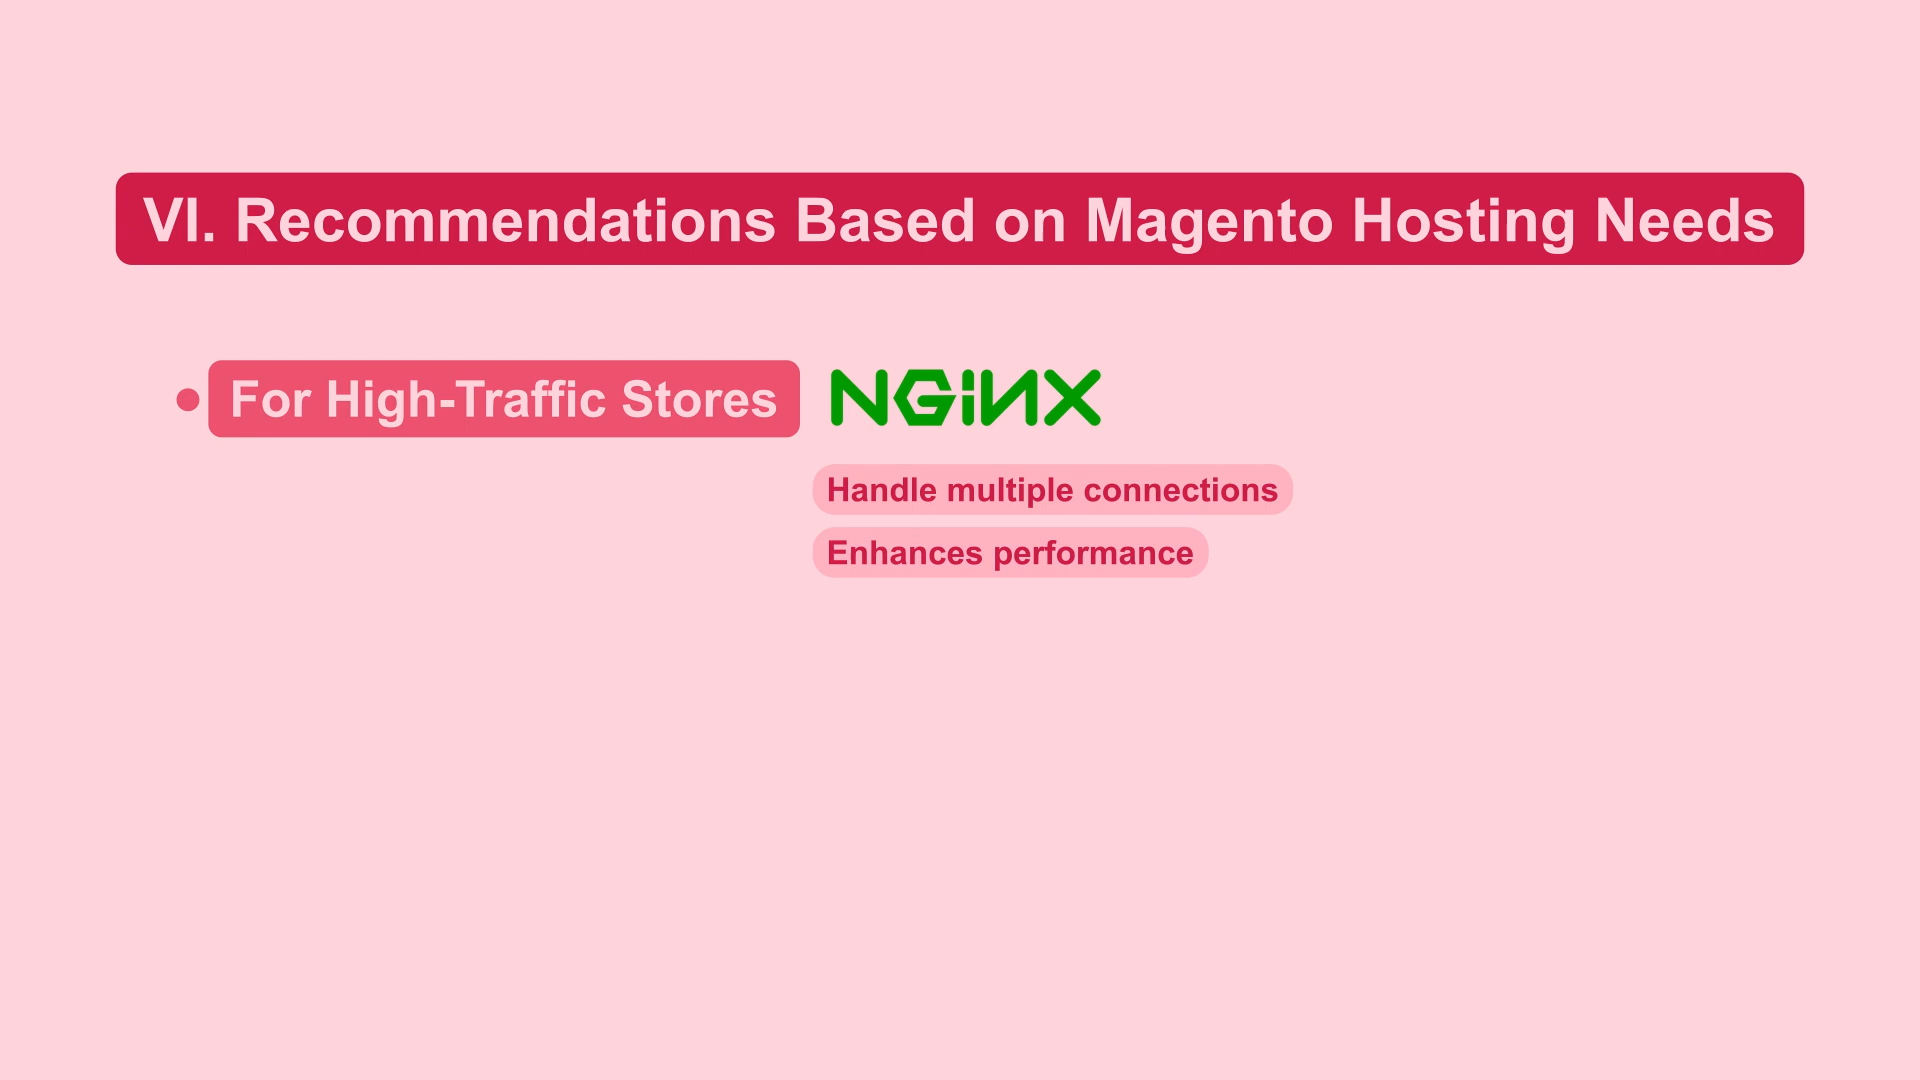 VI. Recommendations Based on Magento Hosting Needs
For High-Traffic Stores NGINX
Handle multiple connections
Enhances performance